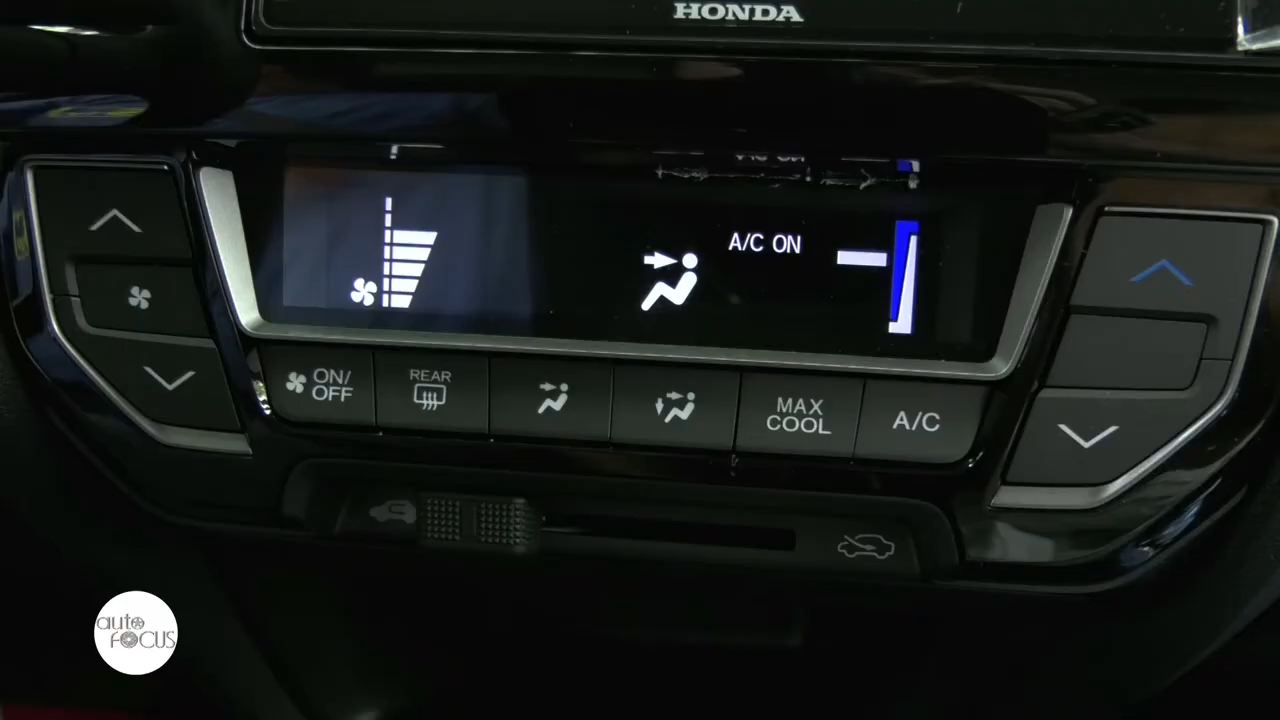 HONDA
A/C ON
ON/
OFF
REAR
MAX
COOL
A/C
auto
FOCUS